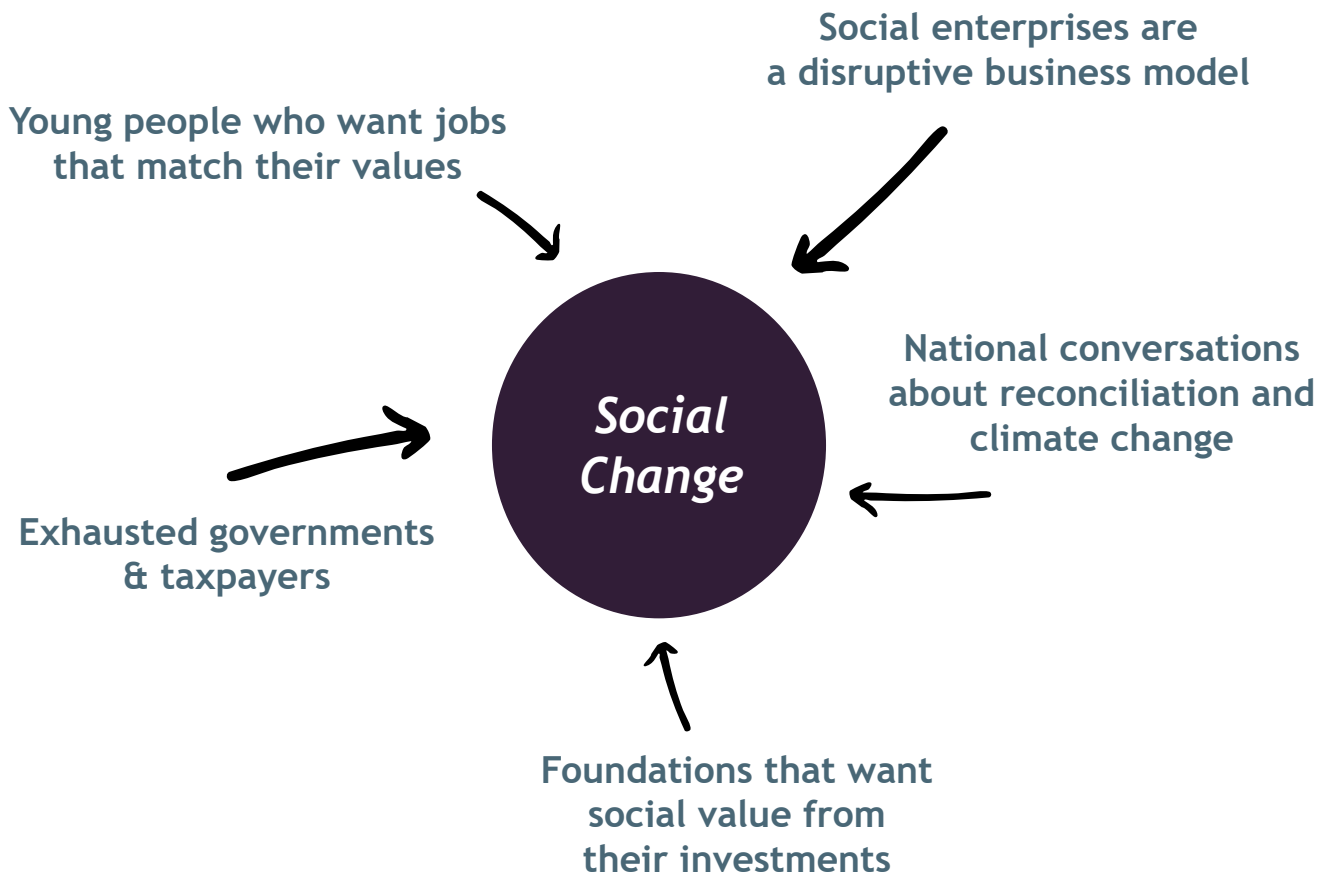 Social enterprises are
a disruptive business model
Young people who want jobs
that match their values
National conversations
about reconciliation and
climate change
Social
Change
Exhausted governments
& taxpayers
Foundations that want
social value from
their investments